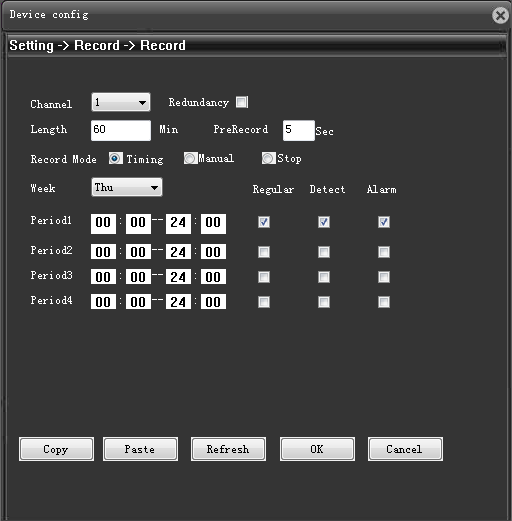 Device config
Setting -> Record -> Record
Channel 1 Redundancy
Length 60 Min PreRecord 5 Sec
Record Mode Timing Manual Stop
Week Thu Regular Detect Alarm
Period1 00 : 00 -- 24 : 00
Period2 00 : 00 -- 24 : 00
Period3 00 : 00 -- 24 : 00
Period4 00 : 00 -- 24 : 00
Copy Paste Refresh OK Cancel